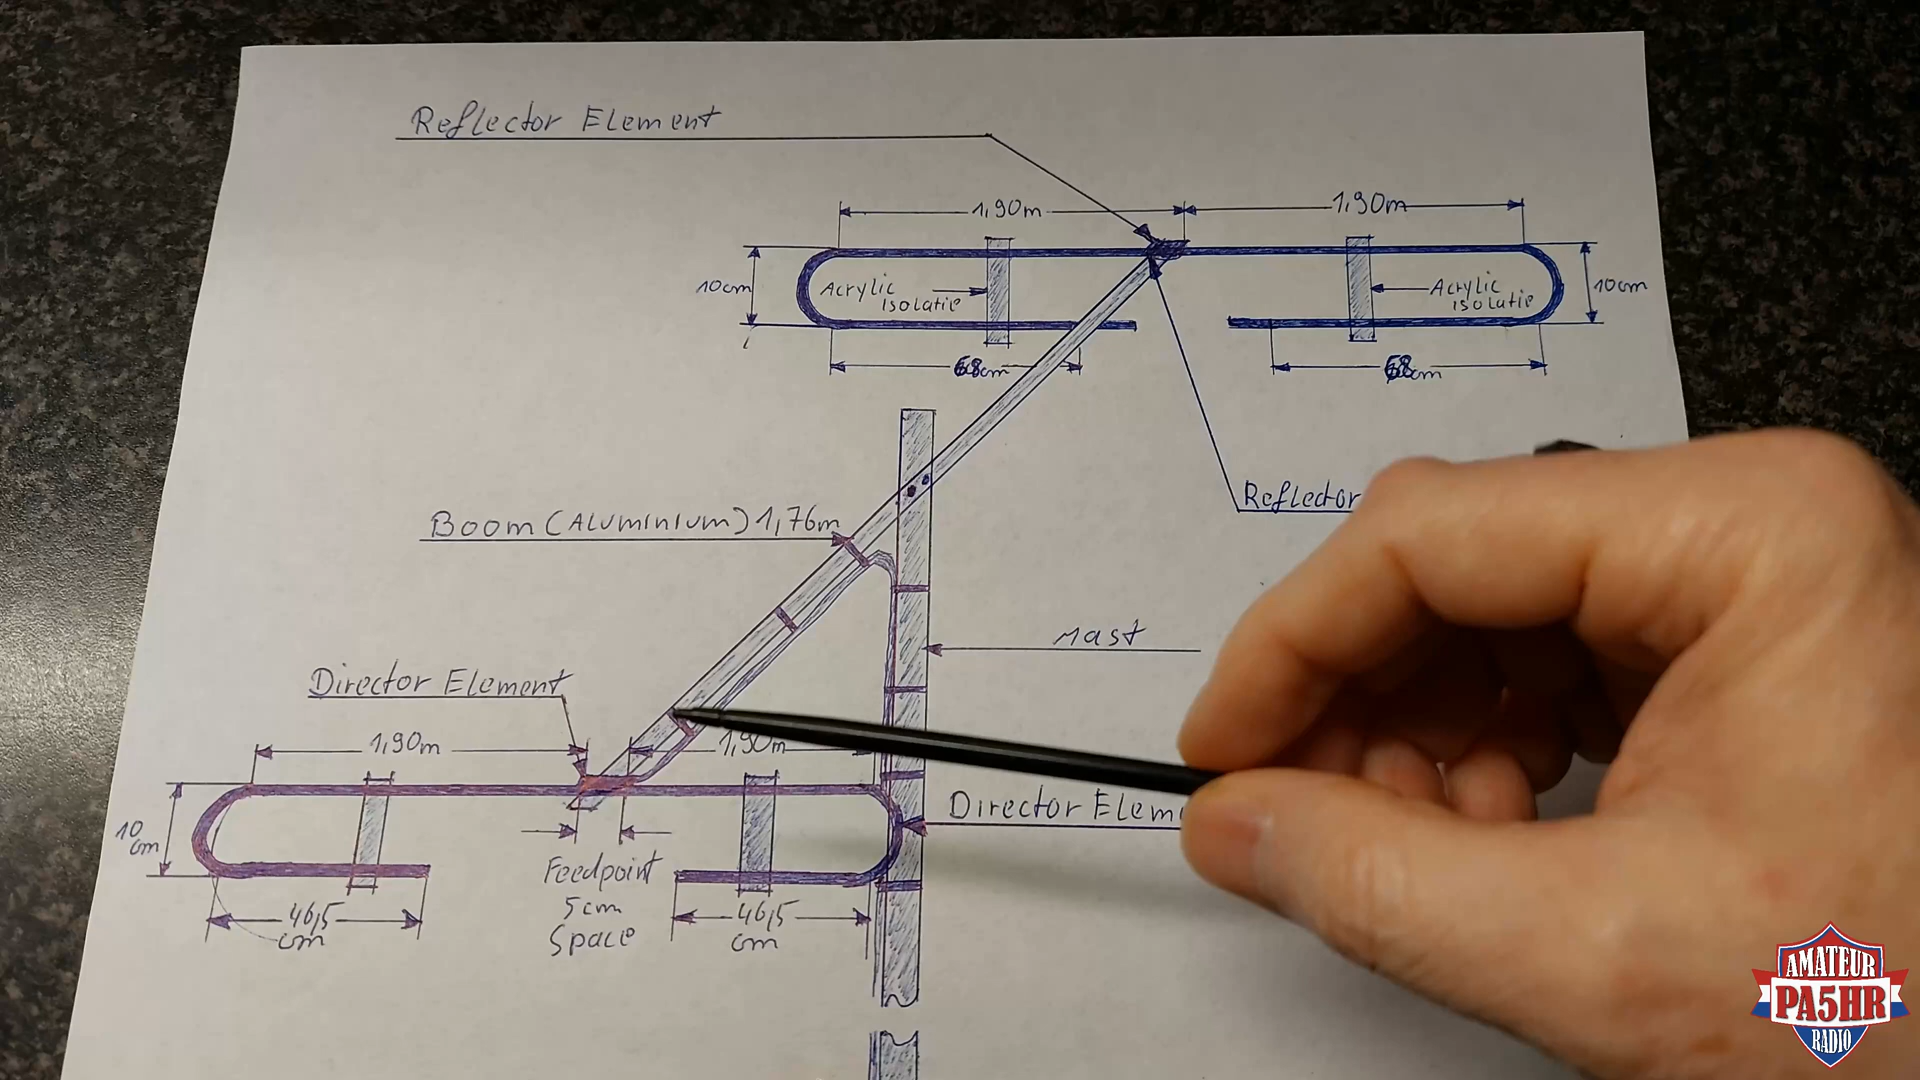 Reflector Element
1,90m
1,90m
10cm
Acrylic
Isolatie
Acrylic
Isolatie
10cm
68cm
68cm
Reflector
Boom (Aluminium) 1,76m
Mast
Director Element
1,90m
1,90m
10
cm
Director Elem
Feedpoint
5cm
Space
46,5
cm
46,5
cm
AMATEUR
PA5HR
RADIO